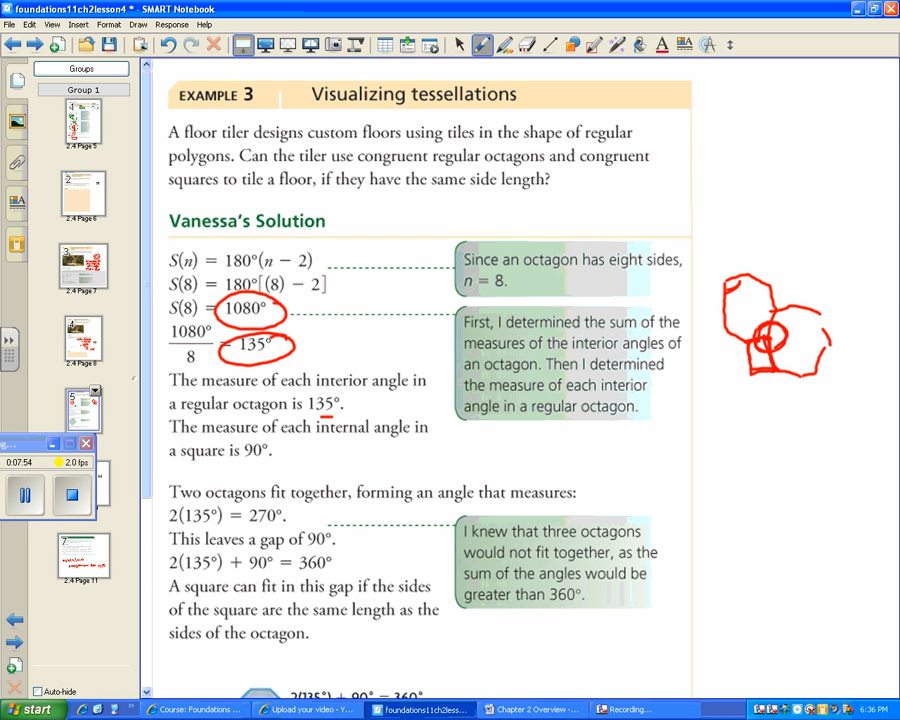 foundations11ch2lesson4 * - SMART Notebook
File Edit View Insert Format Tools Add-ons Response Help
Groups
Group 1
2.4 Page 5
2.4 Page 6
2.4 Page 7
2.4 Page 8
2.4 Page 11
0:07:54 2.0 fps
Auto-hide
EXAMPLE 3 Visualizing tessellations
A floor tiler designs custom floors using tiles in the shape of regular
polygons. Can the tiler use congruent regular octagons and congruent
squares to tile a floor, if they have the same side length?
Vanessa's Solution
S(n) = 180°(n − 2)
S(8) = 180°[(8) − 2]
S(8) = 1080°
1080°
8
= 135°
The measure of each interior angle in
a regular octagon is 135°.
The measure of each internal angle in
a square is 90°.
Since an octagon has eight sides,
n = 8.
First, I determined the sum of the
measures of the interior angles of
an octagon. Then I determined
the measure of each interior
angle in a regular octagon.
Two octagons fit together, forming an angle that measures:
2(135°) = 270°.
This leaves a gap of 90°.
2(135°) + 90° = 360°
A square can fit in this gap if the sides
of the square are the same length as the
sides of the octagon.
I knew that three octagons
would not fit together, as the
sum of the angles would be
greater than 360°.
2(135°) + 90° = 360°
start
Course: Foundations ...
Upload your video - Y...
foundations11ch2less...
Chapter 2 Overview -...
Recording...
6:36 PM